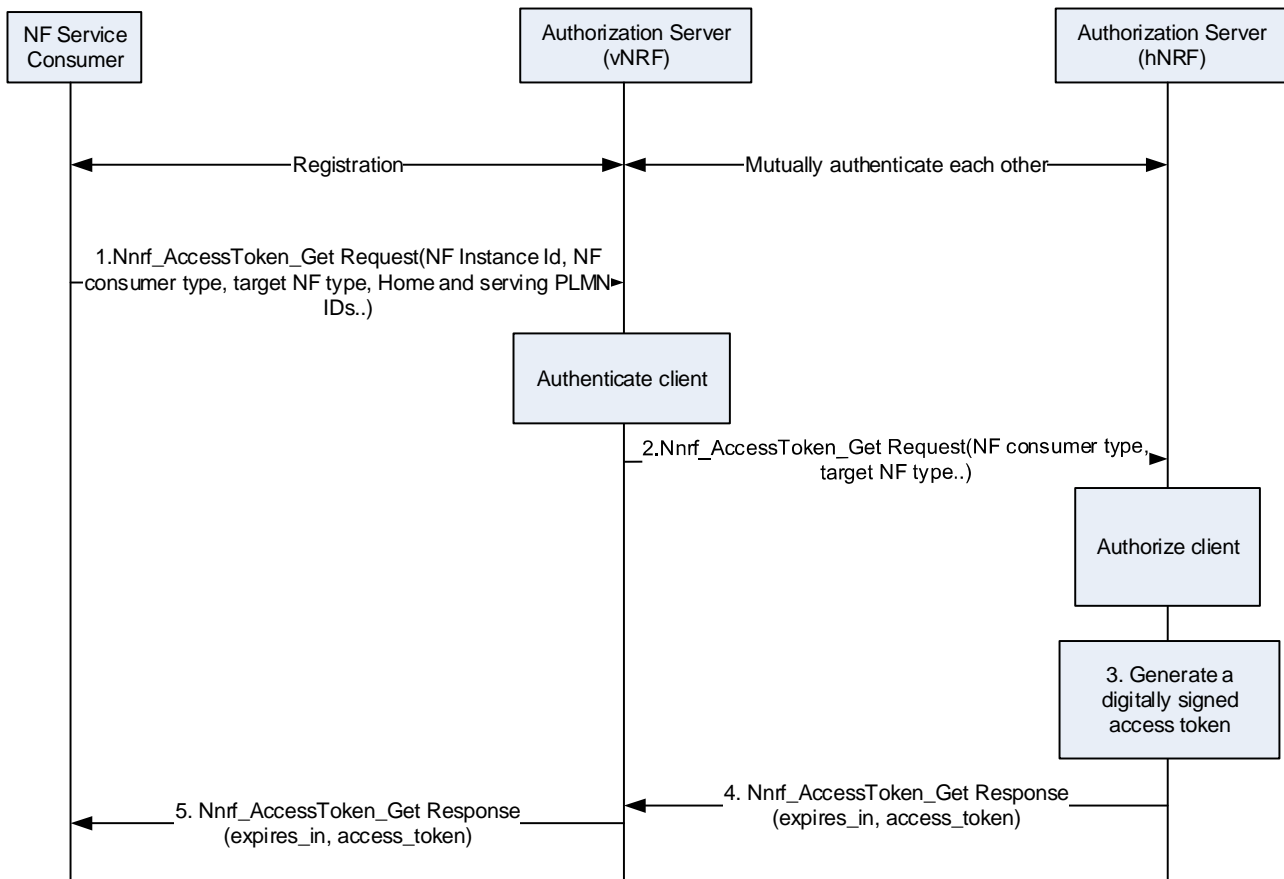 NF Service
Consumer
Authorization Server
(vNRF)
Authorization Server
(hNRF)
Registration
Mutually authenticate each other
1.Nnrf_AccessToken_Get Request(NF Instance Id, NF
consumer type, target NF type, Home and serving PLMN
IDs..)
Authenticate client
2.Nnrf_AccessToken_Get Request(NF consumer type,
target NF type..)
Authorize client
3. Generate a
digitally signed
access token
4. Nnrf_AccessToken_Get Response
(expires_in, access_token)
5. Nnrf_AccessToken_Get Response
(expires_in, access_token)